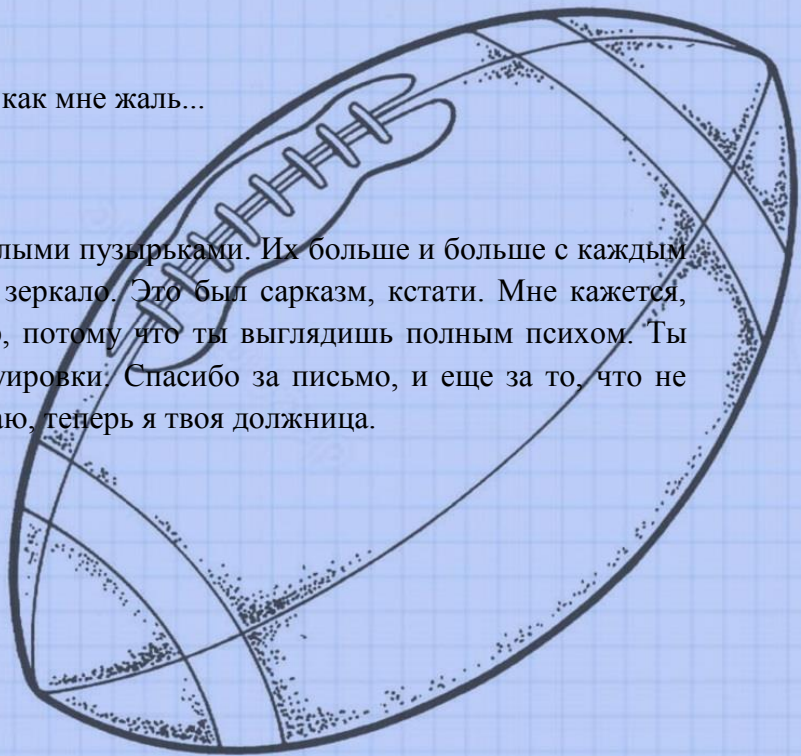 как мне жаль...
лыми пузырьками. Их больше и больше с каждым
зеркало. Это был сарказм, кстати. Мне кажется,
потому что ты выглядишь полным психом. Ты
уировки. Спасибо за письмо, и еще за то, что не
аю, теперь я твоя должница.